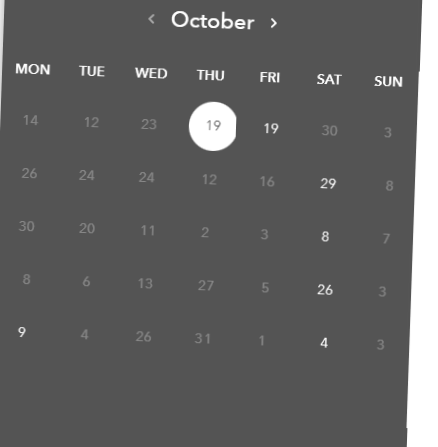 ‹ October ›
MON TUE WED THU FRI SAT SUN
14 12 23 19 19 30 3
26 24 24 12 16 29 8
30 20 11 2 3 8 7
8 6 13 27 5 26 3
9 4 26 31 1 4 3